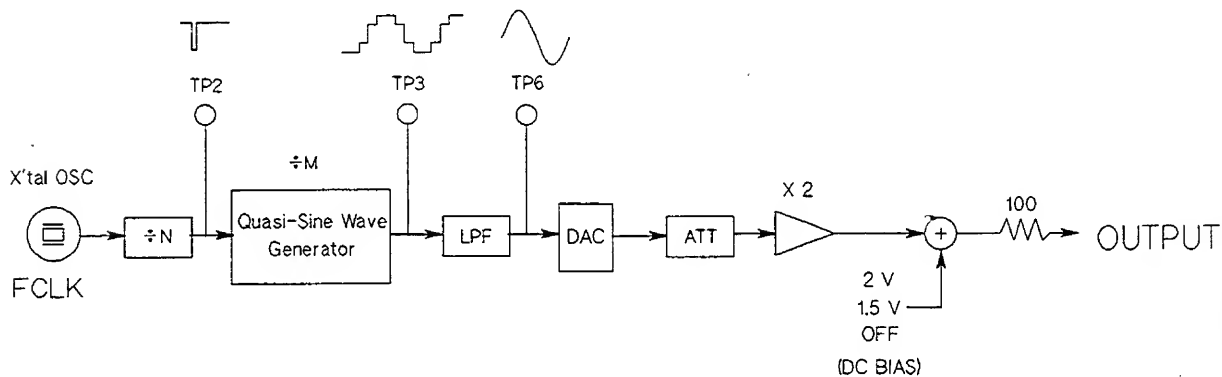 TP2
TP3
TP6
÷M
X'tal OSC
X 2
÷N
Quasi-Sine Wave
Generator
LPF
DAC
ATT
+
100
OUTPUT
FCLK
2 V
1.5 V
OFF
(DC BIAS)